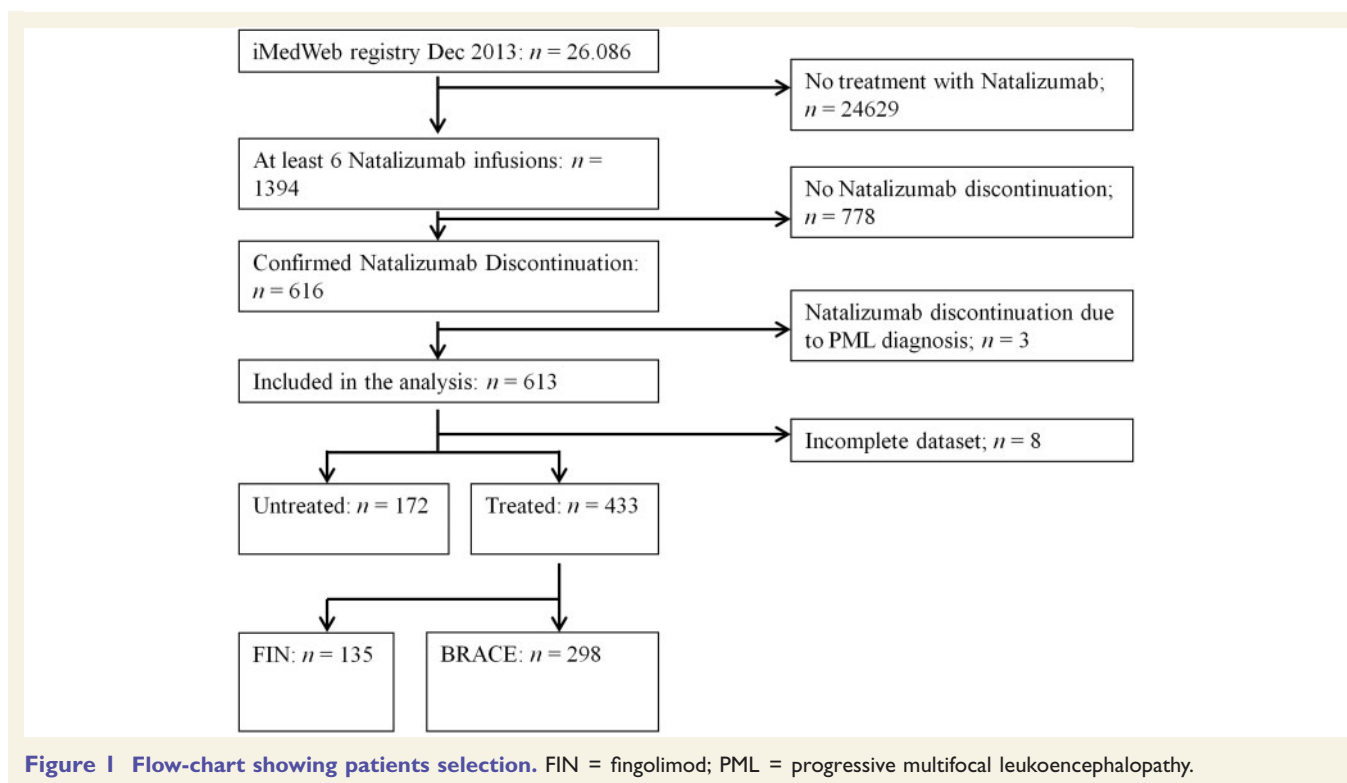 iMedWeb registry Dec 2013: n = 26.086
No treatment with Natalizumab;
n = 24629
At least 6 Natalizumab infusions: n =
1394
No Natalizumab discontinuation;
n = 778
Confirmed Natalizumab Discontinuation:
n = 616
Natalizumab discontinuation due
to PML diagnosis; n = 3
Included in the analysis: n = 613
Incomplete dataset; n = 8
Untreated: n = 172
Treated: n = 433
FIN: n = 135
BRACE: n = 298
Figure 1 Flow-chart showing patients selection. FIN = fingolimod; PML = progressive multifocal leukoencephalopathy.